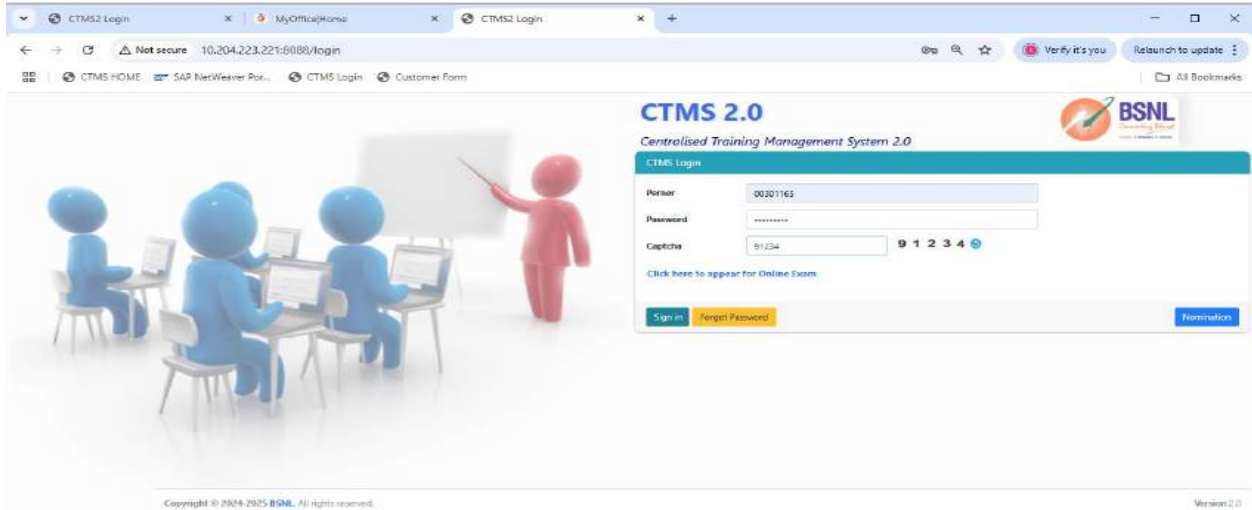 CTMS2 Login
MyOffice|Home
CTMS2 Login
Not secure 10.204.223.221:8088/login
Verify it's you
Relaunch to update
CTMS HOME
SAP NetWeaver Por...
CTMS Login
Customer Form
All Bookmarks
CTMS 2.0
BSNL
Centralised Training Management System 2.0
CTMS Login
Perner 00301165
Password ---------
Captcha 91234 9 1 2 3 4
Click here to appear for Online Exam
Sign in Forgot Password Nomination
Copyright © 2024-2025 BSNL. All rights reserved. Version 2.0